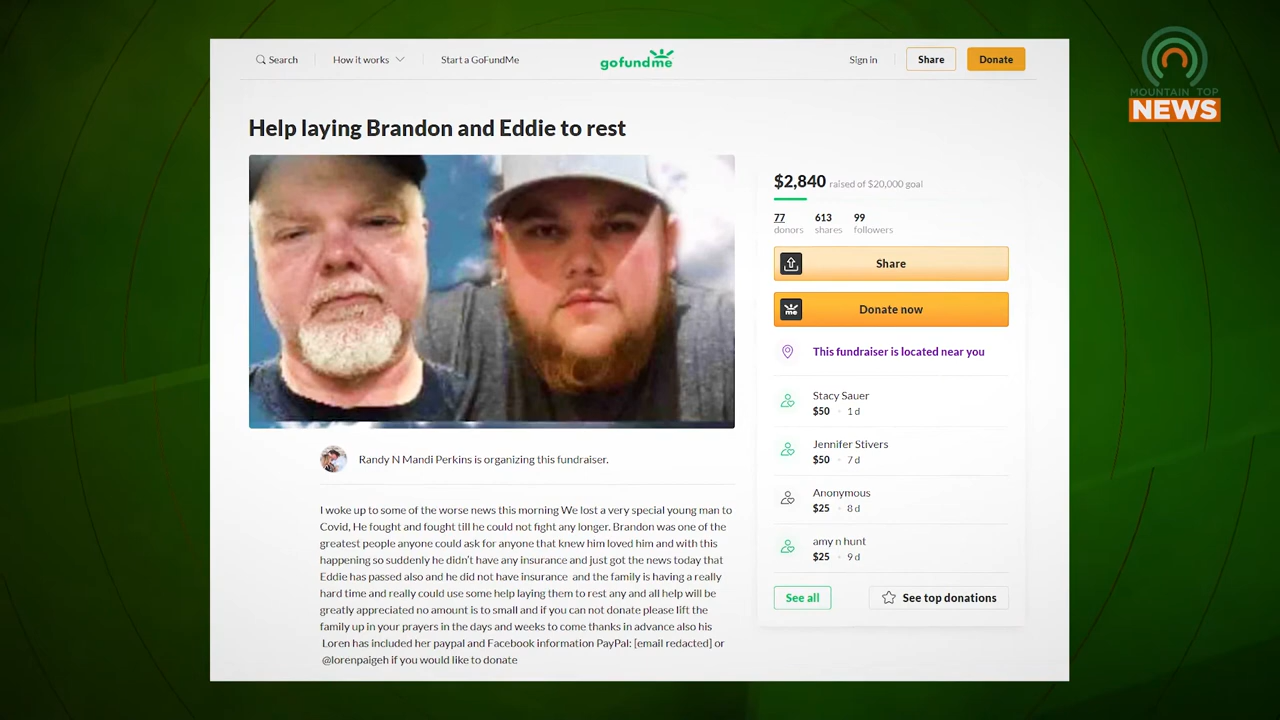 Search
How it works
Start a GoFundMe
gofundme
Sign in
Share
Donate
MOUNTAIN TOP
NEWS
Help laying Brandon and Eddie to rest
$2,840 raised of $20,000 goal
77 613 99
donors shares followers
Share
me Donate now
This fundraiser is located near you
Stacy Sauer
$50 · 1 d
Jennifer Stivers
$50 · 7 d
Anonymous
$25 · 8 d
amy n hunt
$25 · 9 d
See all
See top donations
Randy N Mandi Perkins is organizing this fundraiser.
I woke up to some of the worse news this morning We lost a very special young man to
Covid, He fought and fought till he could not fight any longer. Brandon was one of the
greatest people anyone could ask for anyone that knew him loved him and with this
happening so suddenly he didn't have any insurance and just got the news today that
Eddie has passed also and he did not have insurance and the family is having a really
hard time and really could use some help laying them to rest any and all help will be
greatly appreciated no amount is to small and if you can not donate please lift the
family up in your prayers in the days and weeks to come thanks in advance also his
Loren has included her paypal and Facebook information PayPal: [email redacted] or
@lorenpaigeh if you would like to donate